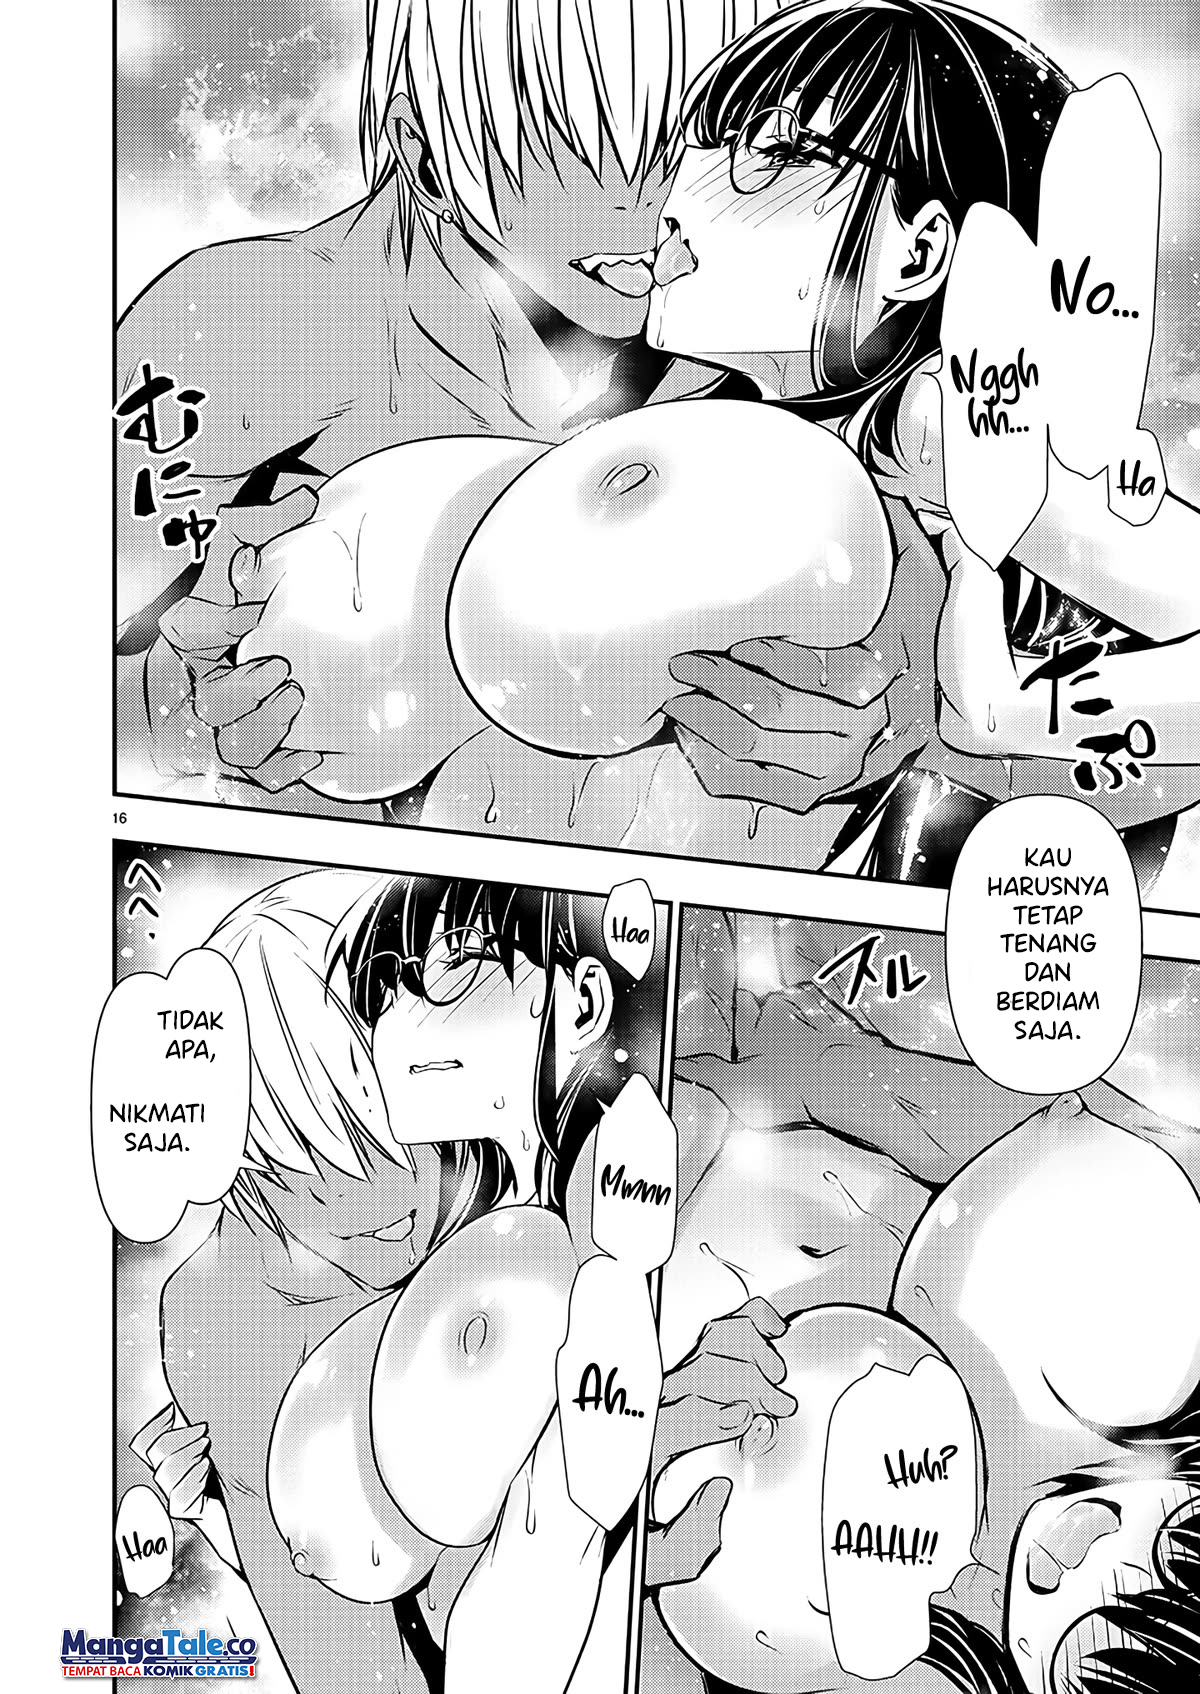 No...
Nggh
hh...
Ha
むにゅ
たぷ
16
KAU
HARUSNYA
TETAP
TENANG
DAN
BERDIAM
SAJA.
ヌル
Huh?
AAHH!!
Haa
TIDAK
APA,
NIKMATI
SAJA.
Mmnn
Ah...
Haa
MangaTale.co
TEMPAT BACA KOMIK GRATIS!